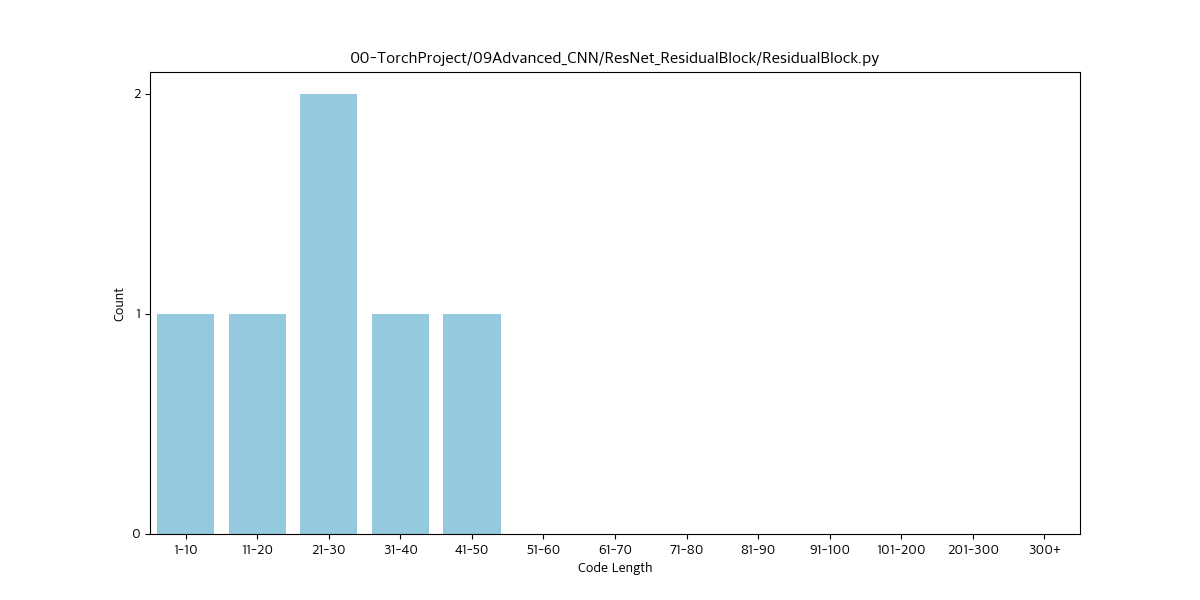 00-TorchProject/09Advanced_CNN/ResNet_ResidualBlock/ResidualBlock.py
2
1
0
Count
1-10 11-20 21-30 31-40 41-50 51-60 61-70 71-80 81-90 91-100 101-200 201-300 300+
Code Length